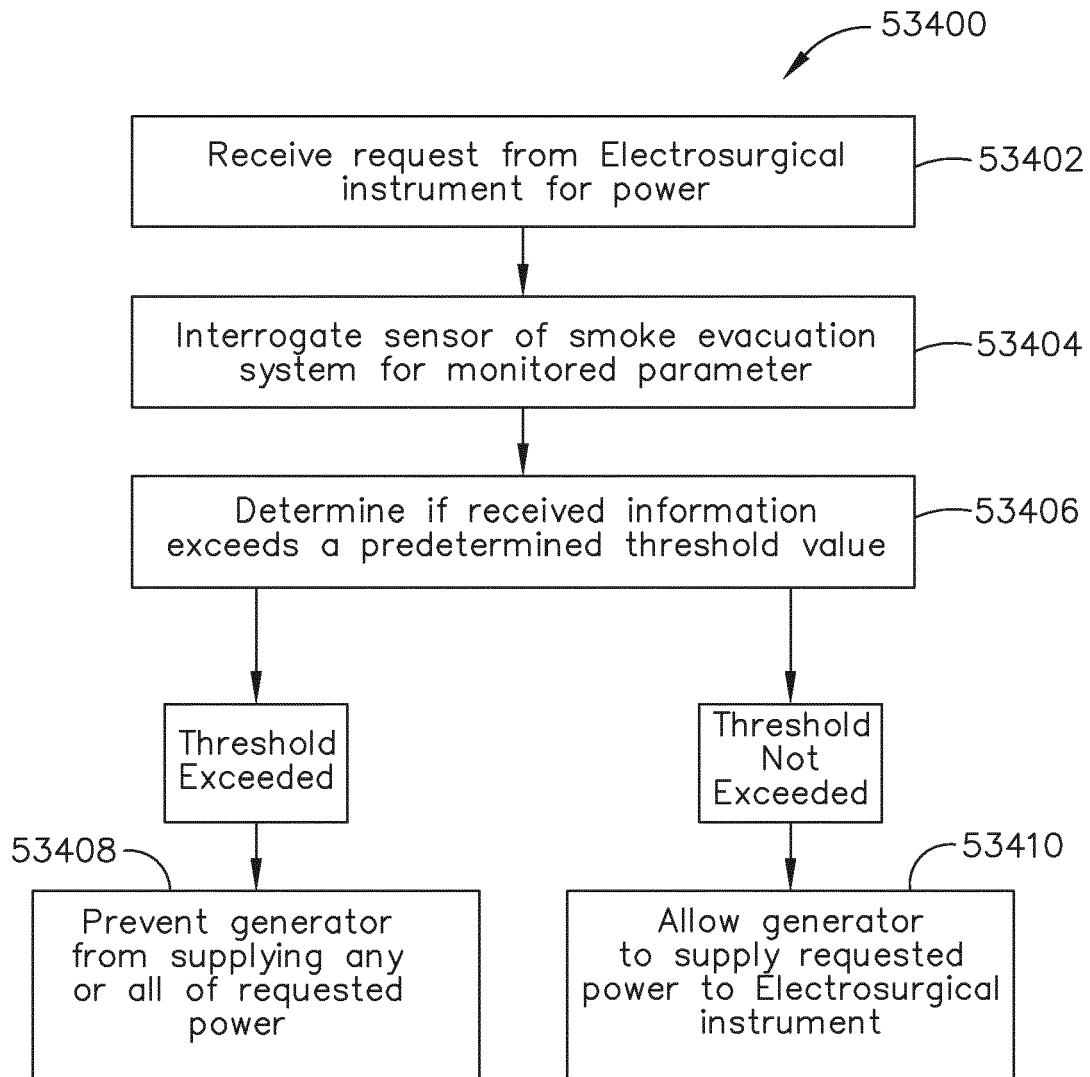 53400
Receive request from Electrosurgical
instrument for power
53402
Interrogate sensor of smoke evacuation
system for monitored parameter
53404
Determine if received information
exceeds a predetermined threshold value
53406
Threshold
Exceeded
Threshold
Not
Exceeded
53408
Prevent generator
from supplying any
or all of requested
power
53410
Allow generator
to supply requested
power to Electrosurgical
instrument